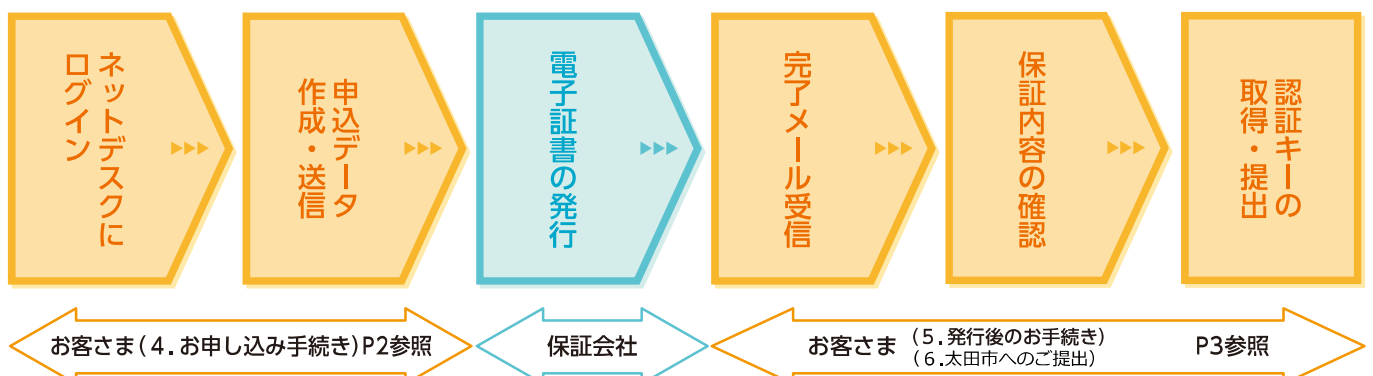 ネットデスクに
ログイン
申込データ
作成・送信
電子証書の発行
完了メール受信
保証内容の確認
認証キーの
取得・提出
お客さま(4.お申し込み手続き)P2参照
保証会社
お客さま (5.発行後のお手続き)
(6.太田市へのご提出)
P3参照